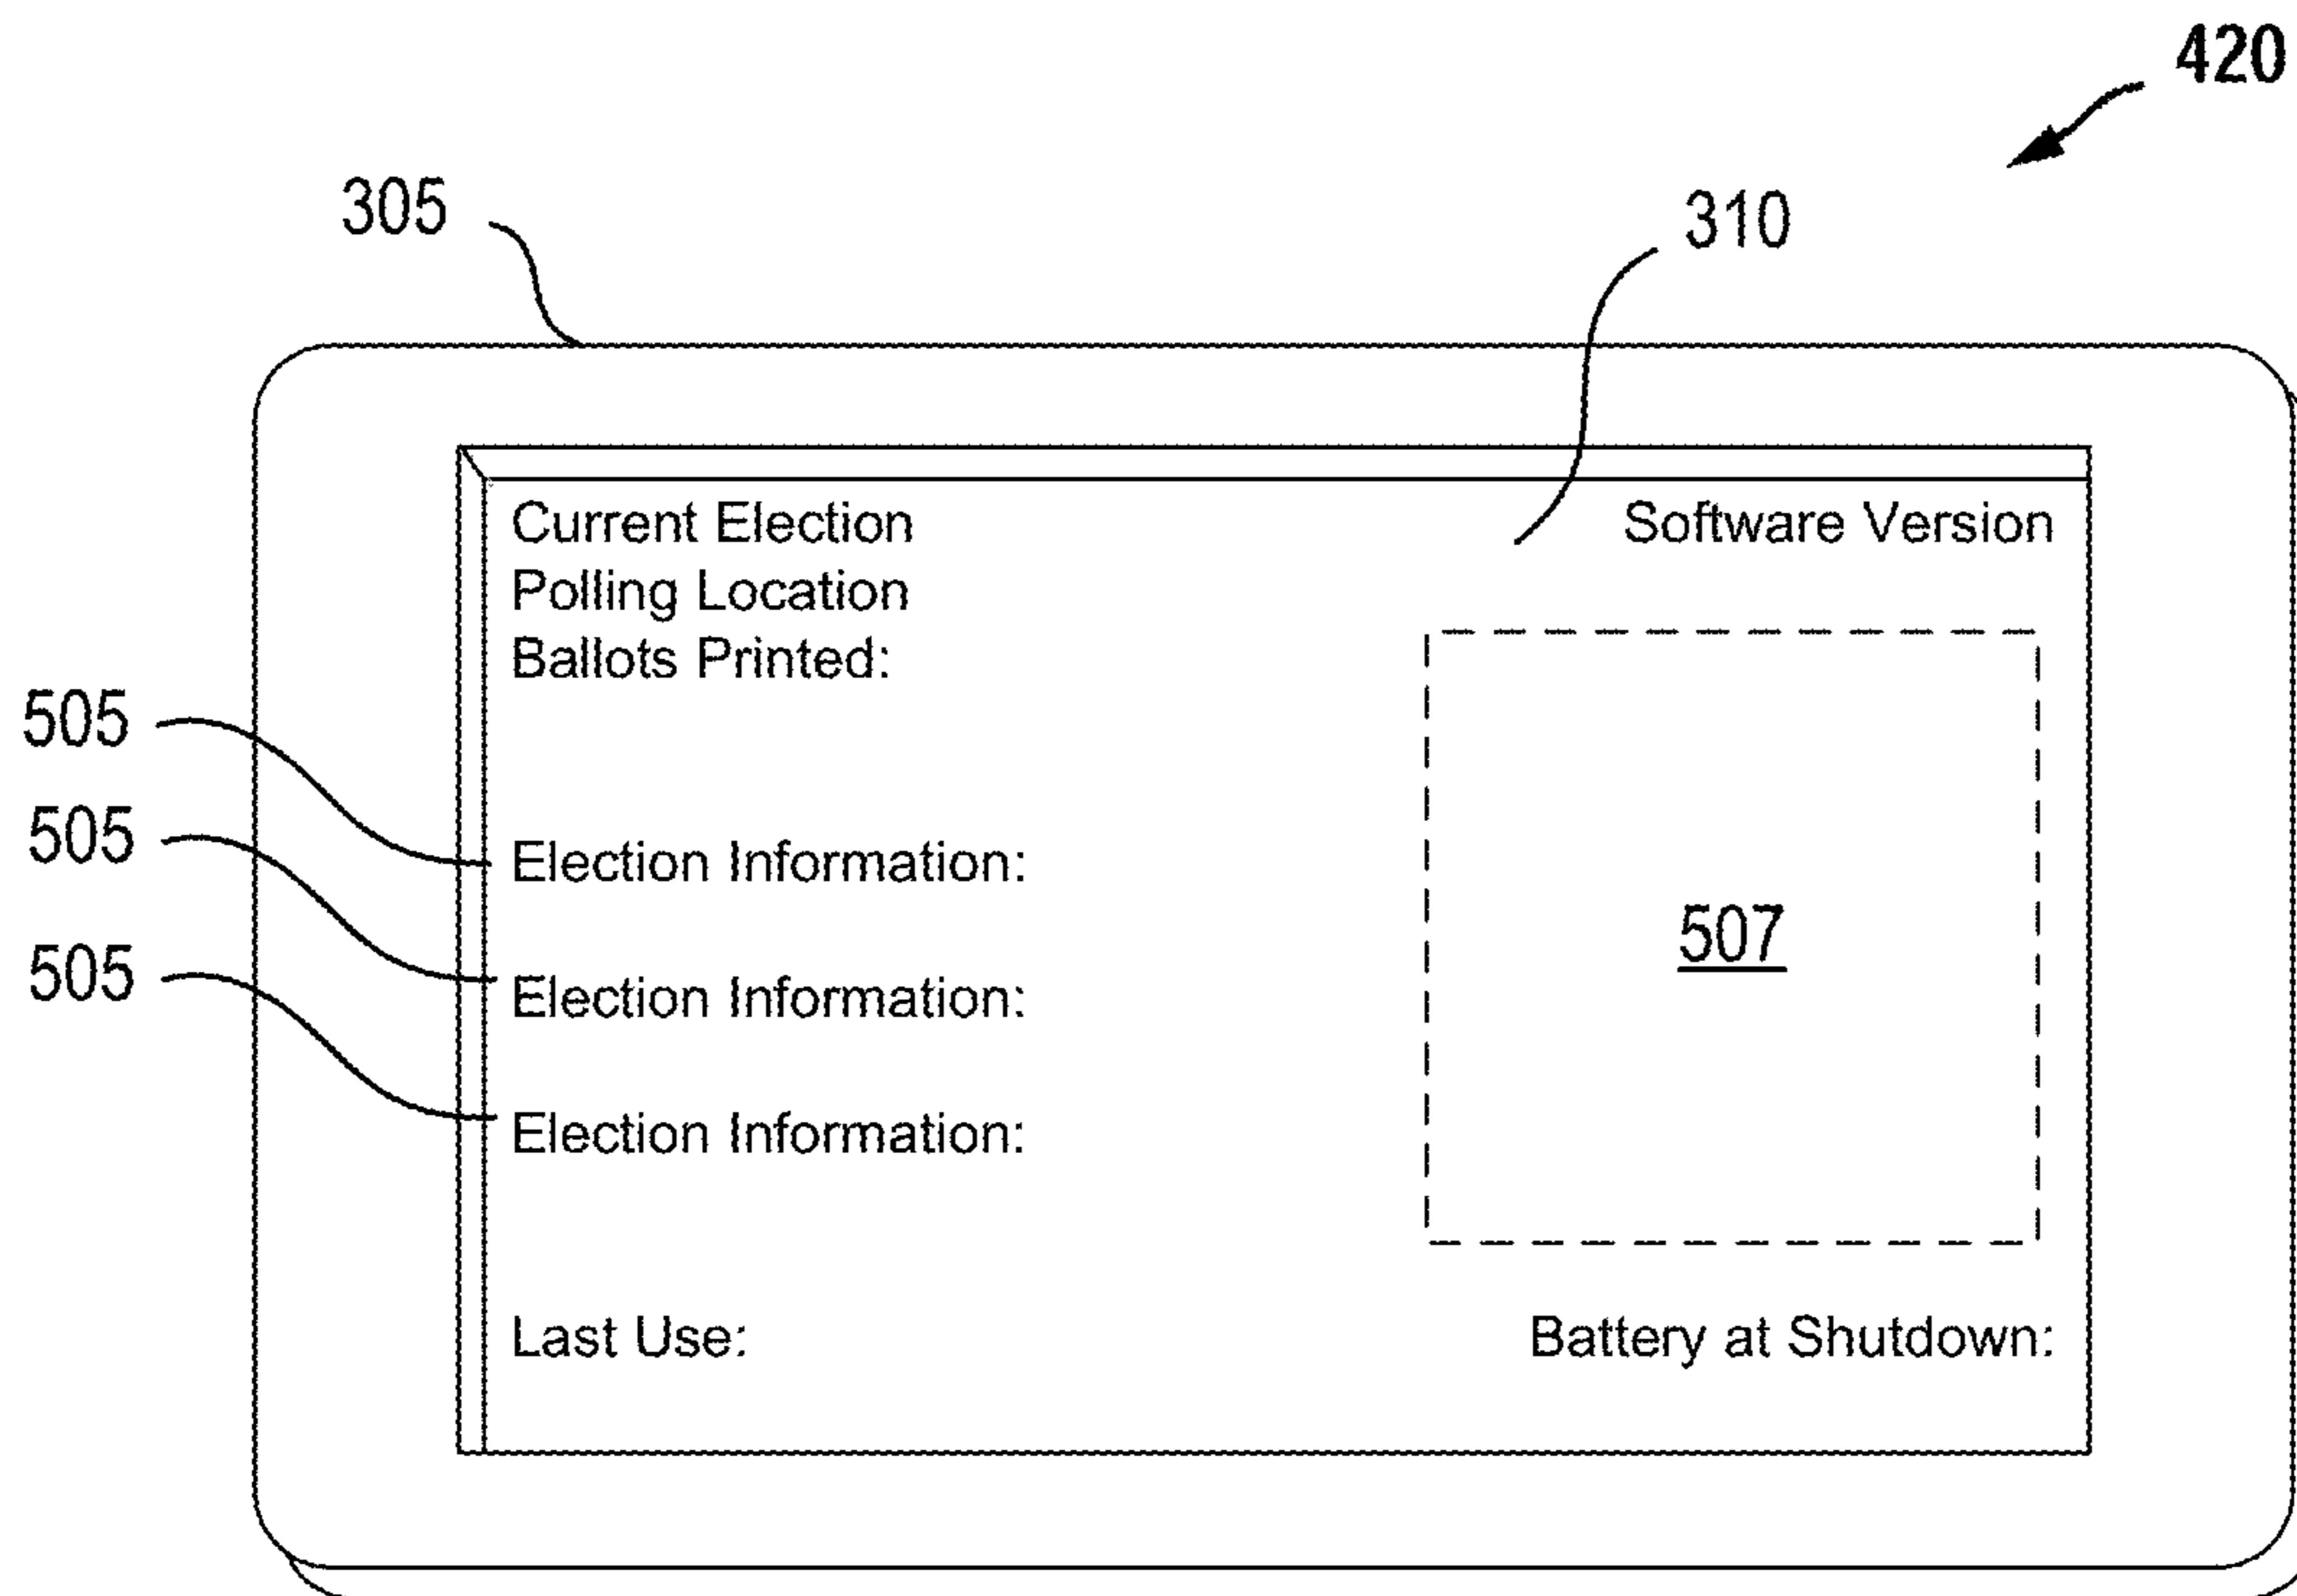 420
305
310
Current Election
Software Version
Polling Location
Ballots Printed:
505
505
Election Information:
505
507
Election Information:
Election Information:
Last Use:
Battery at Shutdown: